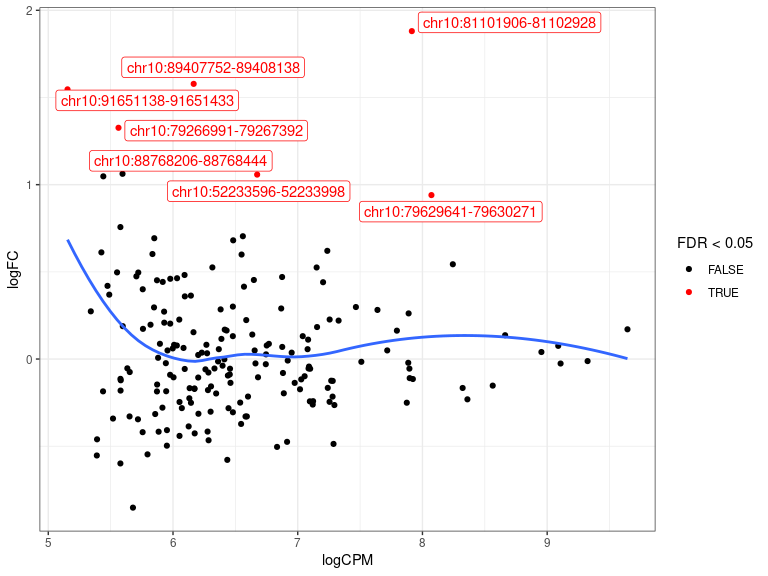 chr10:81101906-81102928
chr10:89407752-89408138
chr10:91651138-91651433
chr10:79266991-79267392
chr10:88768206-88768444
chr10:52233596-52233998
chr10:79629641-79630271
2
1
0
logFC
5 6 7 8 9
logCPM
FDR < 0.05
FALSE
TRUE